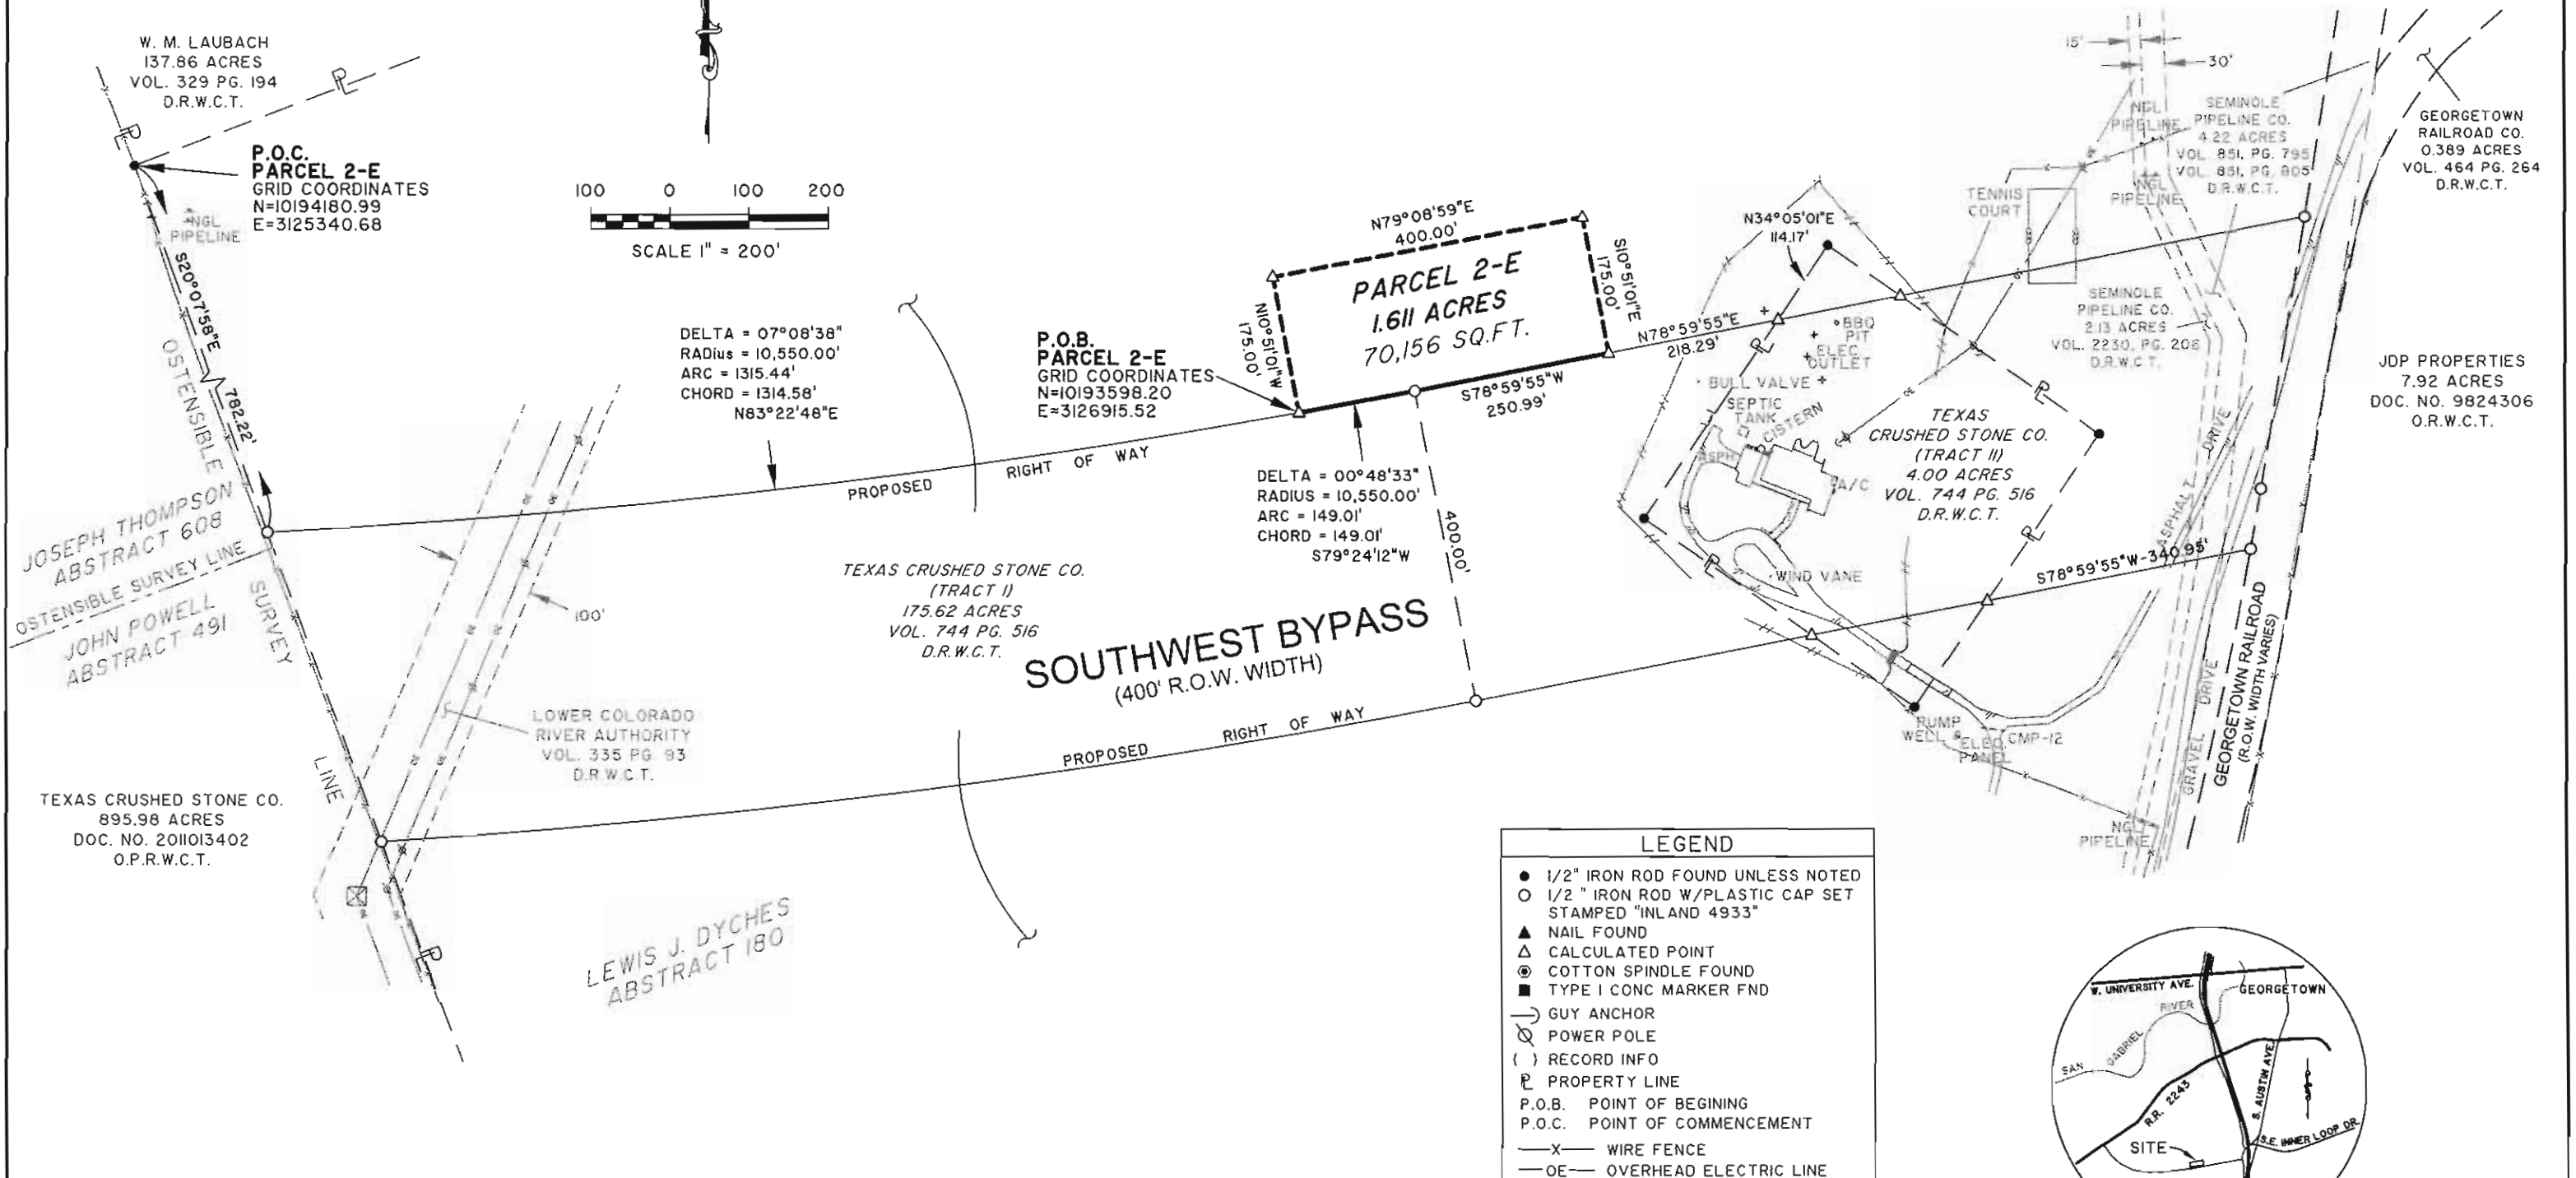 W. M. LAUBACH
137.86 ACRES
VOL. 329 PG. 194
D.R.W.C.T.
P.O.C.
PARCEL 2-E
GRID COORDINATES
N=10194180.99
E=3125340.68
NGL
PIPELINE
S20°07'58"E
782.22'
OSTENSIBLE
SURVEY
LINE
100 0 100 200
SCALE 1" = 200'
DELTA = 07°08'38"
RADius = 10,550.00'
ARC = 1315.44'
CHORD = 1314.58'
N83°22'48"E
P.O.B.
PARCEL 2-E
GRID COORDINATES
N=10193598.20
E=3126915.52
N79°08'59"E
400.00'
N10°51'01"W
175.00'
PARCEL 2-E
1.611 ACRES
70,156 SQ.FT.
S10°51'01"E
175.00'
S78°59'55"W
250.99'
N78°59'55"E
218.29'
N34°05'01"E
114.17'
DELTA = 00°48'33"
RADIUS = 10,550.00'
ARC = 149.01'
CHORD = 149.01'
S79°24'12"W
400.00'
PROPOSED RIGHT OF WAY
TEXAS CRUSHED STONE CO.
(TRACT I)
175.62 ACRES
VOL. 744 PG. 516
D.R.W.C.T.
SOUTHWEST BYPASS
(400' R.O.W. WIDTH)
PROPOSED RIGHT OF WAY
JOSEPH THOMPSON
ABSTRACT 608
OSTENSIBLE SURVEY LINE
JOHN POWELL
ABSTRACT 491
100'
LOWER COLORADO
RIVER AUTHORITY
VOL. 335 PG. 93
D.R.W.C.T.
TEXAS CRUSHED STONE CO.
895.98 ACRES
DOC. NO. 2011013402
O.P.R.W.C.T.
LEWIS J. DYCHES
ABSTRACT 180
15'
30'
NGL
PIPELINE
SEMINOLE
PIPELINE CO.
4.22 ACRES
VOL. 851, PG. 795
VOL. 851, PG. 805
D.R.W.C.T.
NGL
PIPELINE
TENNIS
COURT
GEORGETOWN
RAILROAD CO.
0.389 ACRES
VOL. 464 PG. 264
D.R.W.C.T.
SEMINOLE
PIPELINE CO.
2.13 ACRES
VOL. 2230, PG. 208
D.R.W.C.T.
JDP PROPERTIES
7.92 ACRES
DOC. NO. 9824306
O.R.W.C.T.
BBQ
PIT
ELEC
OUTLET
BULL VALVE
SEPTIC
TANK
CISTERN
ASPH.
A/C
WIND VANE
TEXAS
CRUSHED STONE CO.
(TRACT II)
4.00 ACRES
VOL. 744 PG. 516
D.R.W.C.T.
ASPHALT DRIVE
S78°59'55"W-340.95'
GRAVEL DRIVE
GEORGETOWN RAILROAD
(R.O.W. WIDTH VARIES)
PUMP
WELL &
ELEC.
PANEL
CMP-12
NGL
PIPELINE
LEGEND
1/2" IRON ROD FOUND UNLESS NOTED
1/2 " IRON ROD W/PLASTIC CAP SET
STAMPED "INLAND 4933"
NAIL FOUND
CALCULATED POINT
COTTON SPINDLE FOUND
TYPE I CONC MARKER FND
GUY ANCHOR
POWER POLE
( ) RECORD INFO
PROPERTY LINE
P.O.B. POINT OF BEGINING
P.O.C. POINT OF COMMENCEMENT
X WIRE FENCE
OE OVERHEAD ELECTRIC LINE
W. UNIVERSITY AVE.
GEORGETOWN
SAN GABRIEL RIVER
R.R. 2243
S. AUSTIN AVE.
S.E. INNER LOOP DR.
SITE